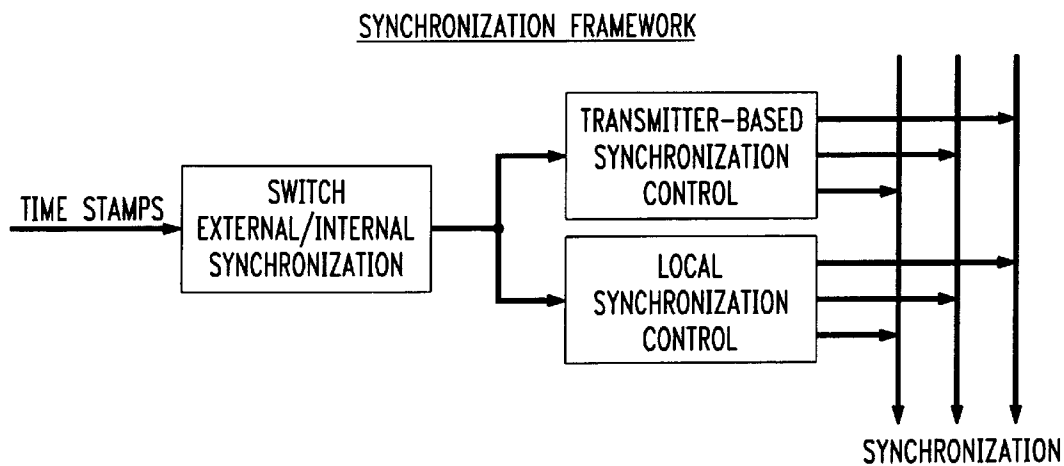 SYNCHRONIZATION FRAMEWORK
TIME STAMPS
SWITCH
EXTERNAL/INTERNAL
SYNCHRONIZATION
TRANSMITTER-BASED
SYNCHRONIZATION
CONTROL
LOCAL
SYNCHRONIZATION
CONTROL
SYNCHRONIZATION